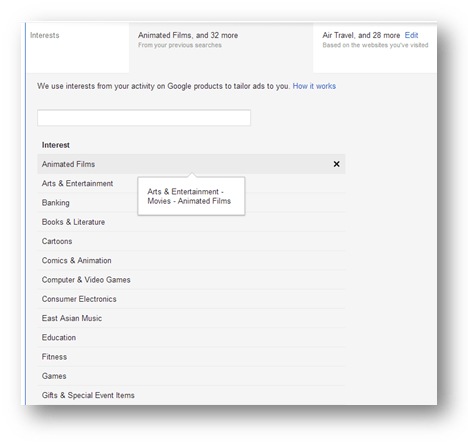 Interests
Animated Films, and 32 more
From your previous searches
Air Travel, and 28 more Edit
Based on the websites you've visited
We use interests from your activity on Google products to tailor ads to you. How it works
Interest
Animated Films
Arts & Entertainment
Arts & Entertainment -
Movies - Animated Films
Banking
Books & Literature
Cartoons
Comics & Animation
Computer & Video Games
Consumer Electronics
East Asian Music
Education
Fitness
Games
Gifts & Special Event Items